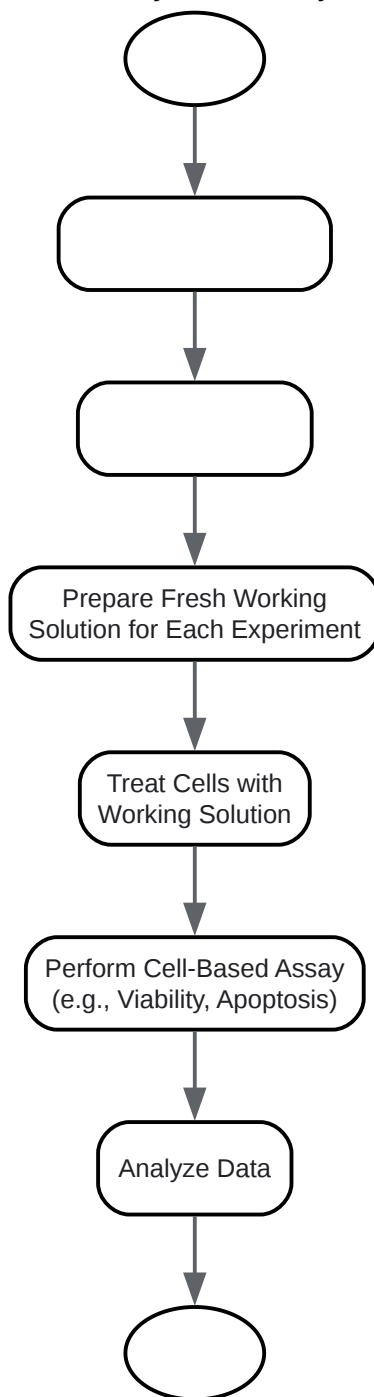 Prepare Fresh Working
Solution for Each Experiment
Treat Cells with
Working Solution
Perform Cell-Based Assay
(e.g., Viability, Apoptosis)
Analyze Data